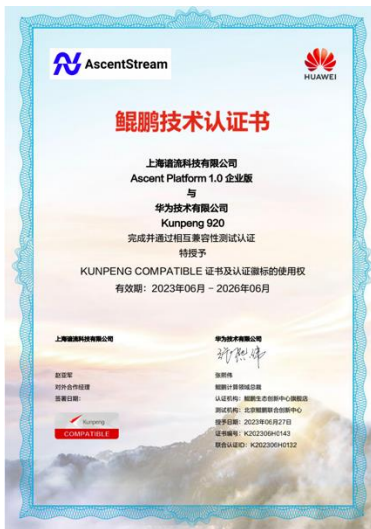 AscentStream
HUAWEI
鲲鹏技术认证书
上海谙流科技有限公司
Ascent Platform 1.0 企业版
与
华为技术有限公司
Kunpeng 920
完成并通过相互兼容性测试认证
特授予
KUNPENG COMPATIBLE 证书及认证徽标的使用权
有效期：2023年06月 - 2026年06月
上海谙流科技有限公司
华为技术有限公司
赵亚军
张熙伟
对外合作经理
鲲鹏计算领域总裁
签署日期：
认证机构：鲲鹏生态创新中心旗舰店
测试机构：北京鲲鹏联合创新中心
授予日期：2023年06月27日
证书编号：K202306H0143
联合认证ID：K202306H0132
Kunpeng
COMPATIBLE